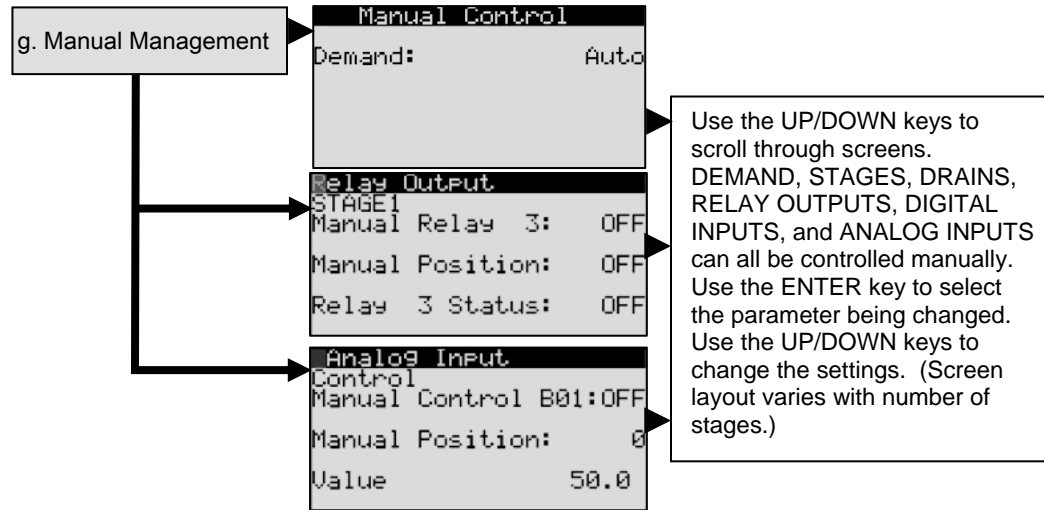 g. Manual Management
Manual Control
Demand: Auto
Relay Output
STAGE1
Manual Relay 3: OFF
Manual Position: OFF
Relay 3 Status: OFF
Analog Input
Control
Manual Control B01:OFF
Manual Position: 0
Value 50.0
Use the UP/DOWN keys to
scroll through screens.
DEMAND, STAGES, DRAINS,
RELAY OUTPUTS, DIGITAL
INPUTS, and ANALOG INPUTS
can all be controlled manually.
Use the ENTER key to select
the parameter being changed.
Use the UP/DOWN keys to
change the settings. (Screen
layout varies with number of
stages.)